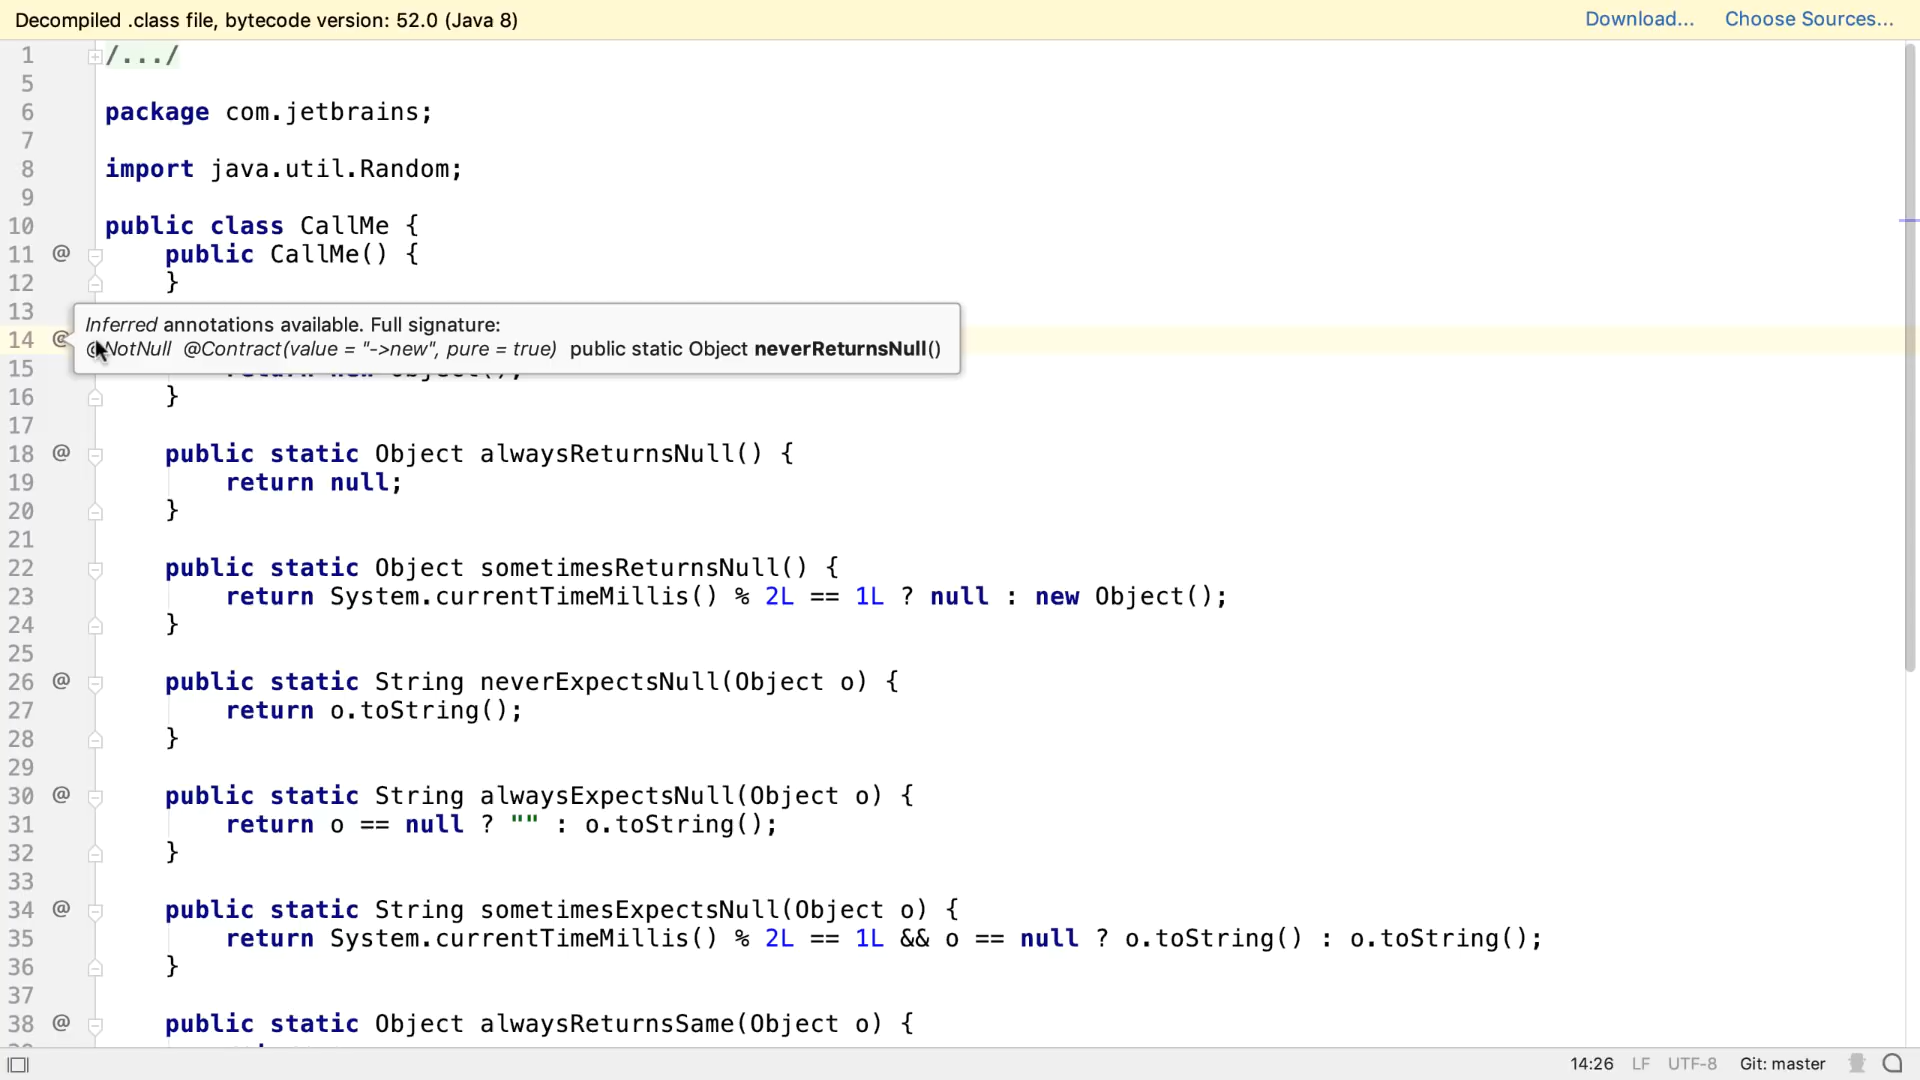 Decompiled .class file, bytecode version: 52.0 (Java 8)
Download... Choose Sources...
1 /.../
5
6 package com.jetbrains;
7
8 import java.util.Random;
9
10 public class CallMe {
11 @ public CallMe() {
12 }
13
Inferred annotations available. Full signature:
14 @ @NotNull @Contract(value = "->new", pure = true) public static Object neverReturnsNull()
15 return new Object();
16 }
17
18 @ public static Object alwaysReturnsNull() {
19 return null;
20 }
21
22 public static Object sometimesReturnsNull() {
23 return System.currentTimeMillis() % 2L == 1L ? null : new Object();
24 }
25
26 @ public static String neverExpectsNull(Object o) {
27 return o.toString();
28 }
29
30 @ public static String alwaysExpectsNull(Object o) {
31 return o == null ? "" : o.toString();
32 }
33
34 @ public static String sometimesExpectsNull(Object o) {
35 return System.currentTimeMillis() % 2L == 1L && o == null ? o.toString() : o.toString();
36 }
37
38 @ public static Object alwaysReturnsSame(Object o) {
14:26 LF UTF-8 Git: master